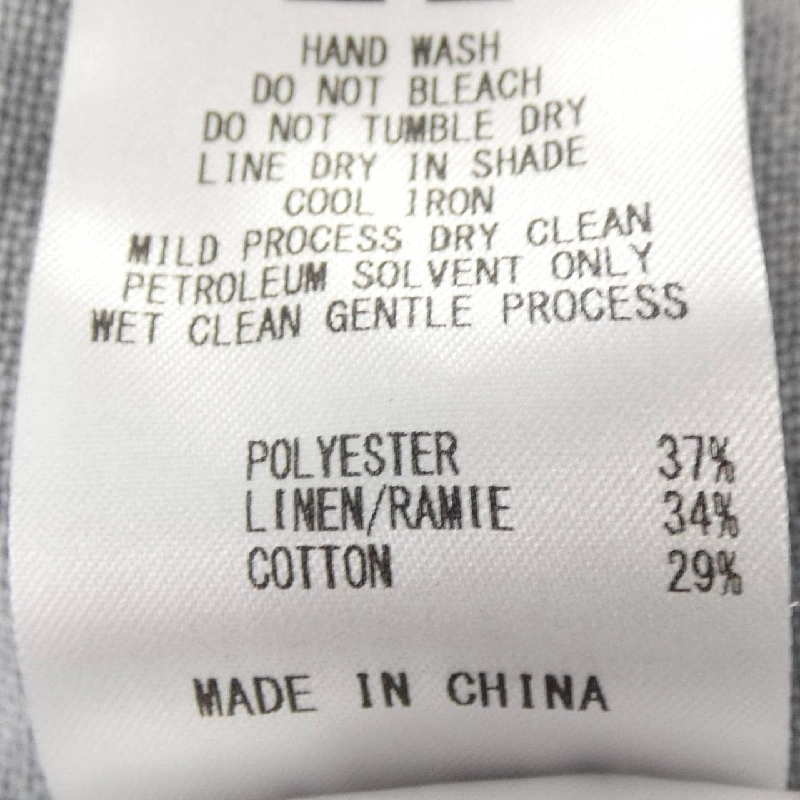 HAND WASH
DO NOT BLEACH
DO NOT TUMBLE DRY
LINE DRY IN SHADE
COOL IRON
MILD PROCESS DRY CLEAN
PETROLEUM SOLVENT ONLY
WET CLEAN GENTLE PROCESS
POLYESTER 37%
LINEN/RAMIE 34%
COTTON 29%
MADE IN CHINA